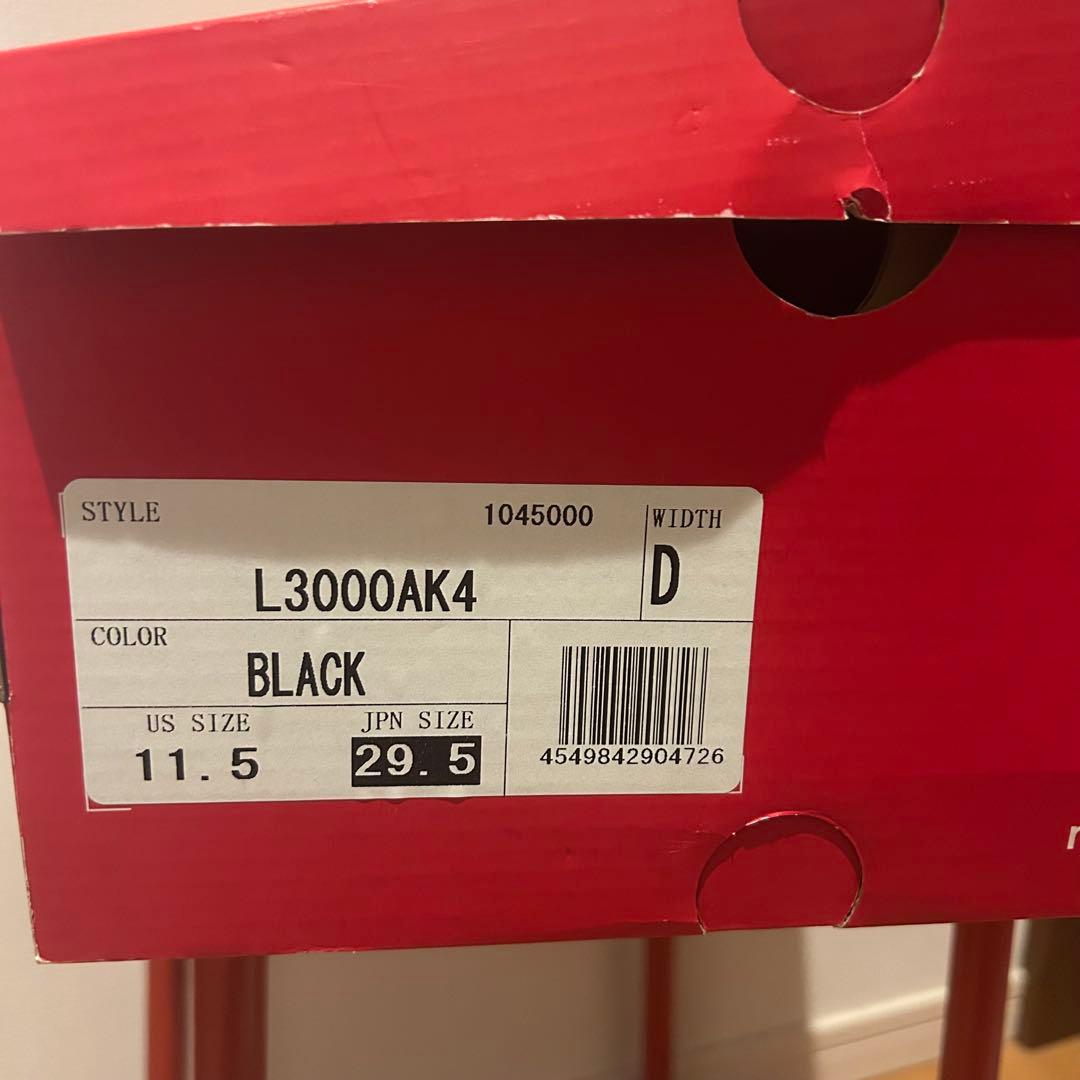 STYLE 1045000 WIDTH
L3000AK4 D
COLOR
BLACK
US SIZE JPN SIZE
11.5 29.5
4549842904726